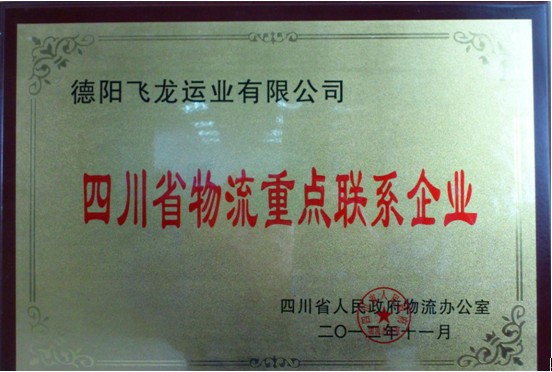 德阳飞龙运业有限公司
四川省物流重点联系企业
四川省人民政府物流办公室
二〇一二年十一月